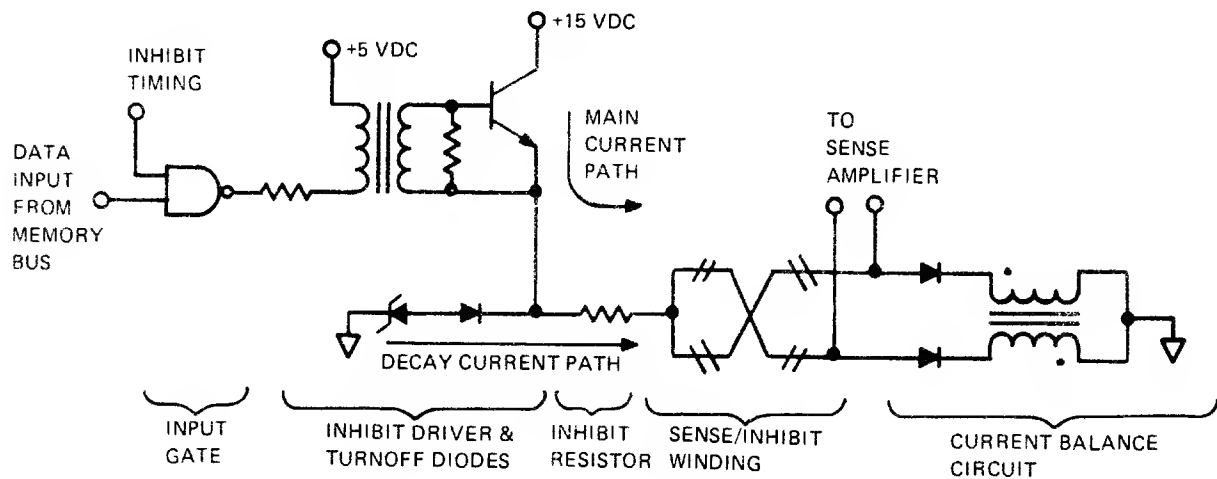 +15 VDC
+5 VDC
INHIBIT
TIMING
DATA
INPUT
FROM
MEMORY
BUS
MAIN
CURRENT
PATH
TO
SENSE
AMPLIFIER
DECAY CURRENT PATH
INPUT
GATE
INHIBIT DRIVER &
TURNOFF DIODES
INHIBIT
RESISTOR
SENSE/INHIBIT
WINDING
CURRENT BALANCE
CIRCUIT